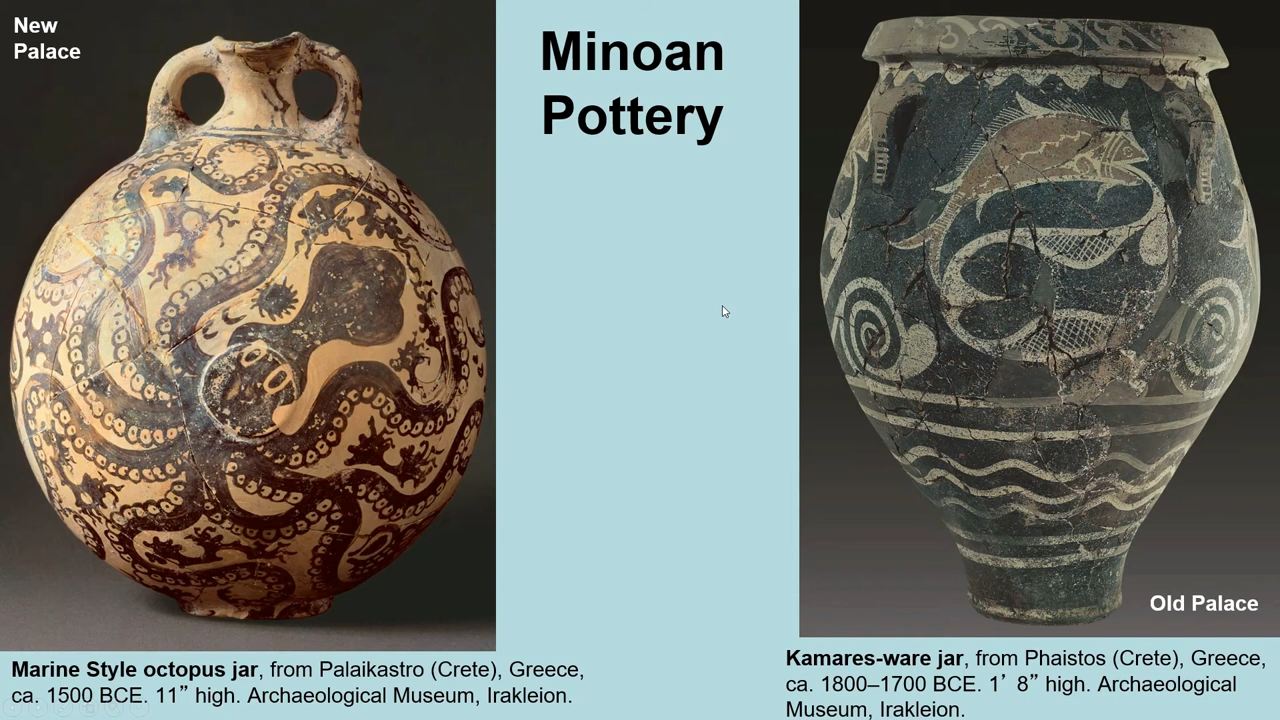 New
Palace
Minoan
Pottery
Old Palace
Marine Style octopus jar, from Palaikastro (Crete), Greece,
ca. 1500 BCE. 11” high. Archaeological Museum, Irakleion.
Kamares-ware jar, from Phaistos (Crete), Greece,
ca. 1800–1700 BCE. 1’ 8” high. Archaeological
Museum, Irakleion.